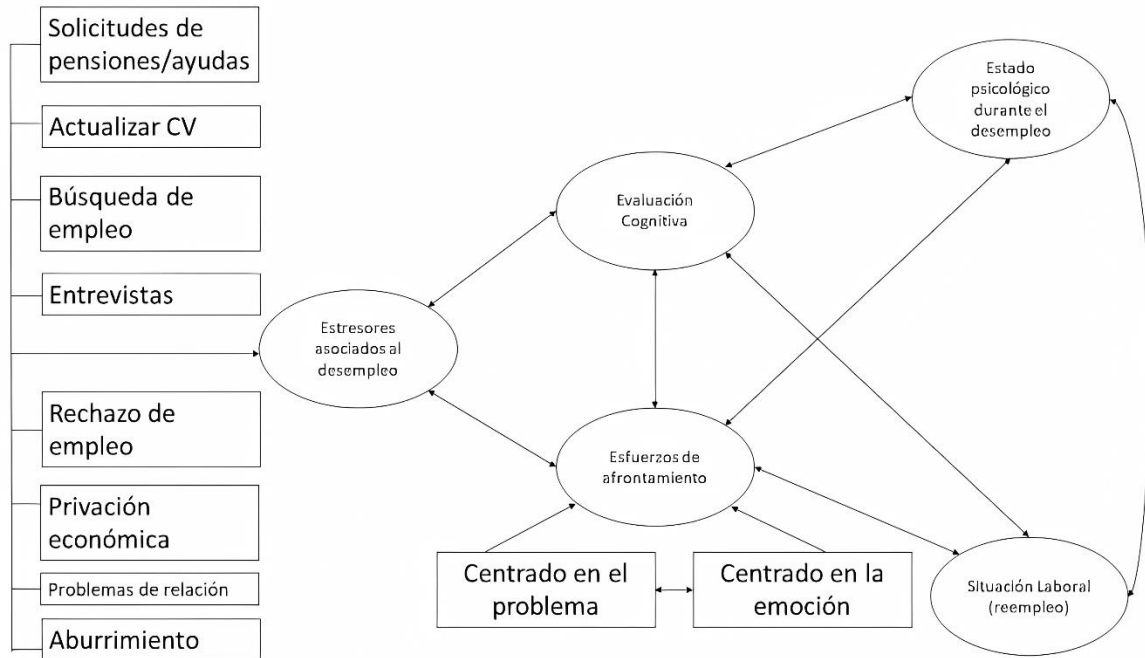 Solicitudes de
pensiones/ayudas
Actualizar CV
Búsqueda de
empleo
Entrevistas
Rechazo de
empleo
Privación
económica
Problemas de relación
Aburrimiento
Estresores
asociados al
desempleo
Evaluación
Cognitiva
Esfuerzos de
afrontamiento
Centrado en el
problema
Centrado en la
emoción
Estado
psicológico
durante el
desempleo
Situación Laboral
(reempleo)